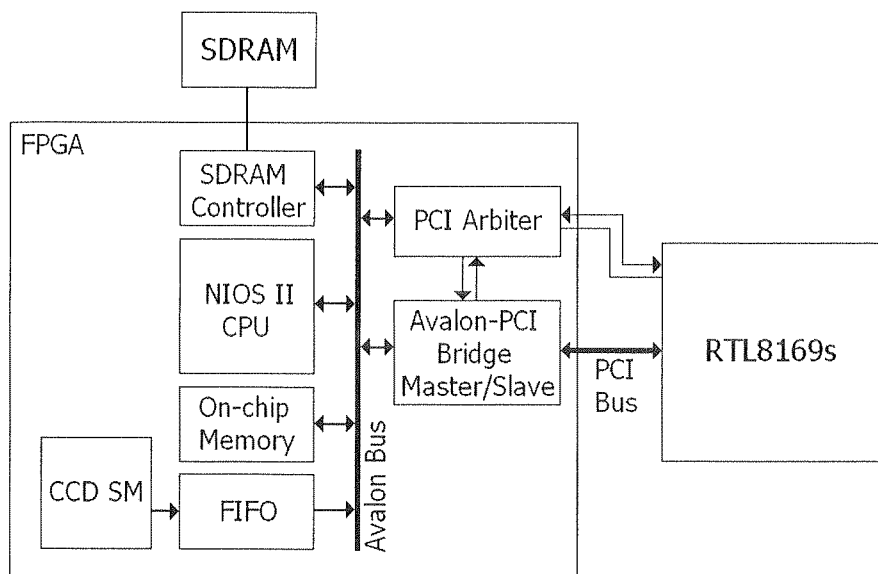 SDRAM
FPGA
SDRAM
Controller
PCI Arbiter
NIOS II
CPU
Avalon-PCI
Bridge
Master/Slave
PCI
Bus
RTL8169s
On-chip
Memory
Avalon Bus
CCD SM
FIFO